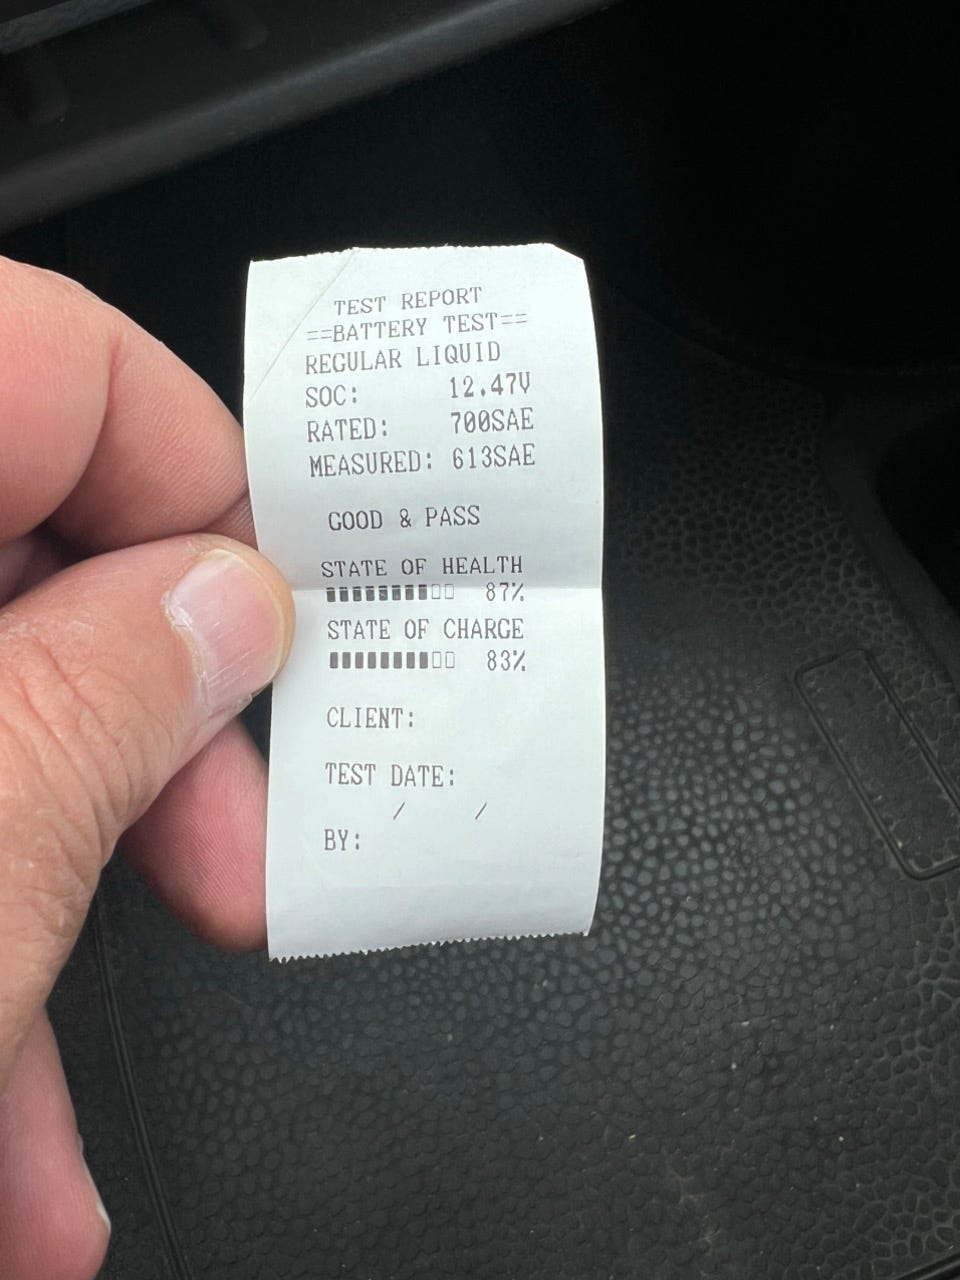 TEST REPORT
==BATTERY TEST==
REGULAR LIQUID
SOC: 12.47V
RATED: 700SAE
MEASURED: 613SAE
GOOD & PASS
STATE OF HEALTH
87%
STATE OF CHARGE
83%
CLIENT:
TEST DATE:
/ /
BY: